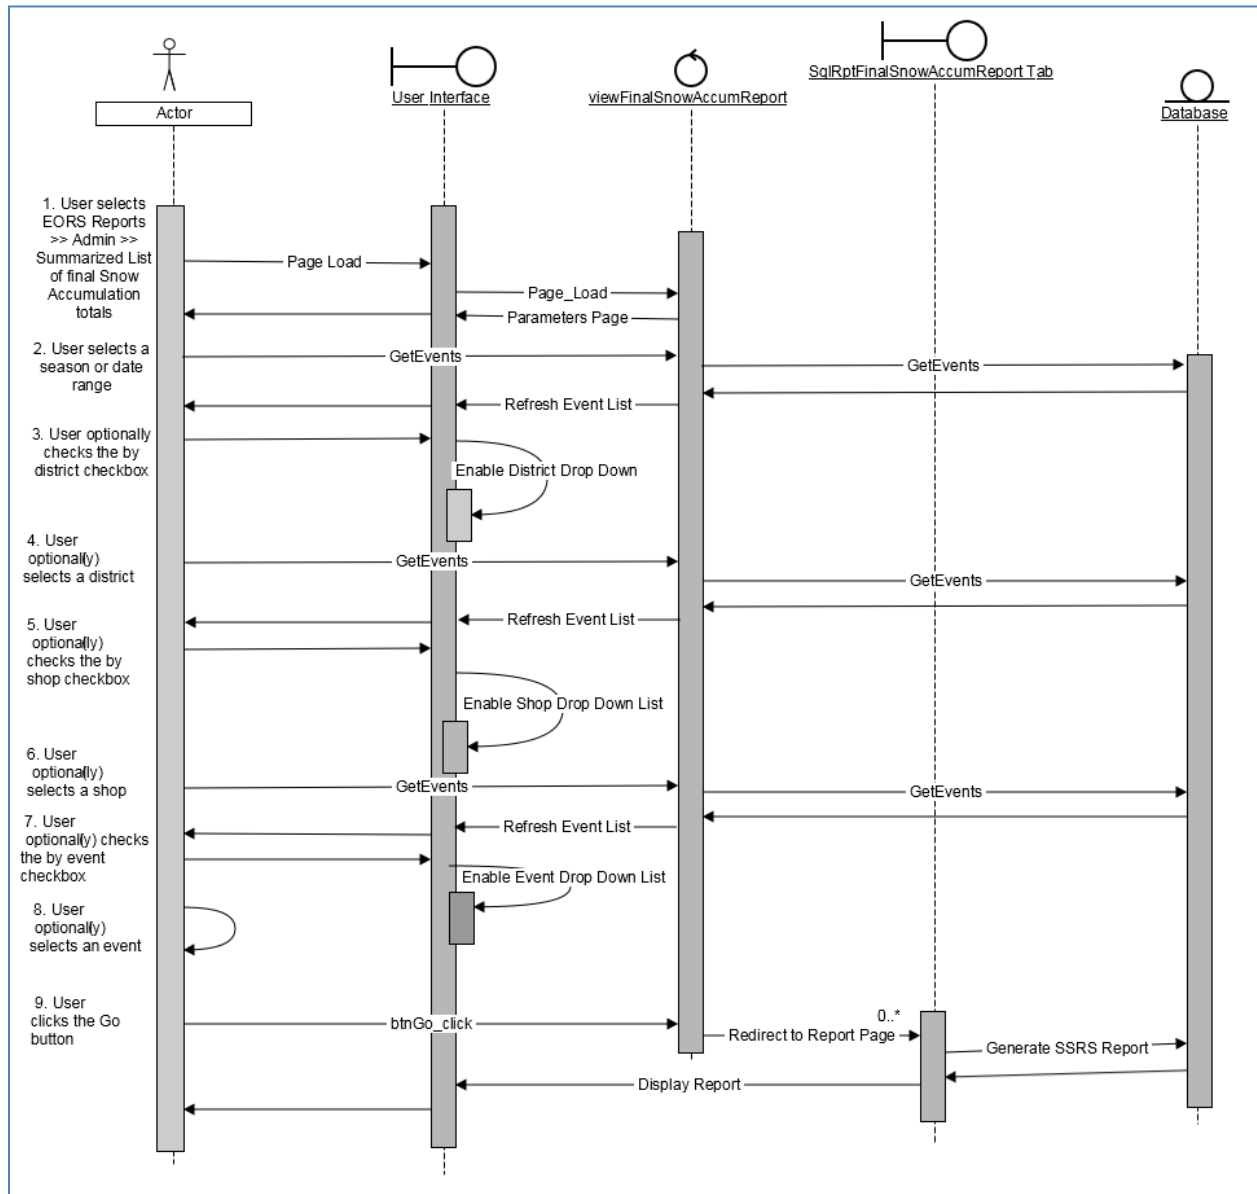 SqlRptFinalSnowAccumReport Tab
User Interface
viewFinalSnowAccumReport
Actor
Database
1. User selects
EORS Reports
>> Admin >>
Summarized List
of final Snow
Accumulation
totals
Page Load
Page_Load
Parameters Page
2. User selects a
season or date
range
GetEvents
GetEvents
Refresh Event List
3. User optionally
checks the by
district checkbox
Enable District Drop Down
4. User
optional(y)
selects a district
GetEvents
GetEvents
Refresh Event List
5. User
optional(ly)
checks the by
shop checkbox
Enable Shop Drop Down List
6. User
optional(ly)
selects a shop
GetEvents
GetEvents
Refresh Event List
7. User
optional(y) checks
the by event
checkbox
Enable Event Drop Down List
8. User
optional(y)
selects an event
9. User
clicks the Go
button
btnGo_click
0..*
Redirect to Report Page
Generate SSRS Report
Display Report